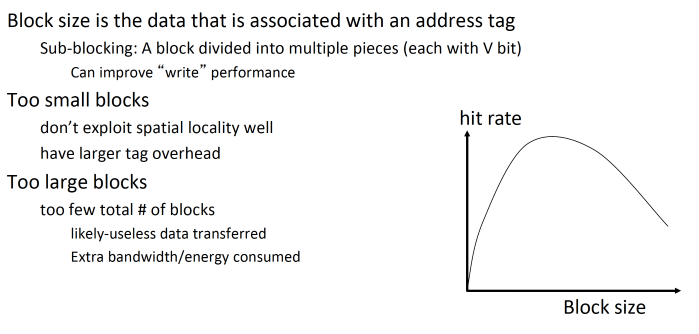 Block size is the data that is associated with an address tag
Sub-blocking: A block divided into multiple pieces (each with V bit)
Can improve “write” performance
Too small blocks
don’t exploit spatial locality well
have larger tag overhead
Too large blocks
too few total # of blocks
likely-useless data transferred
Extra bandwidth/energy consumed
hit rate
Block size